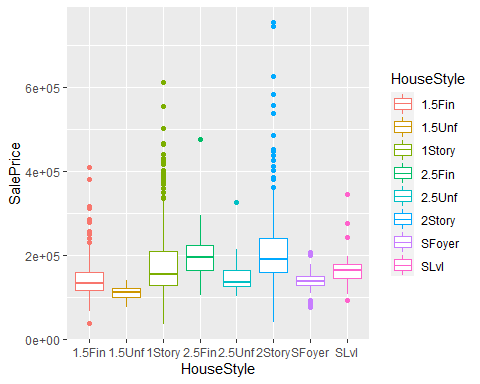 SalePrice
6e+05
4e+05
2e+05
0e+00
1.5Fin 1.5Unf 1Story 2.5Fin 2.5Unf 2Story SFoyer SLvl
HouseStyle
HouseStyle
1.5Fin
1.5Unf
1Story
2.5Fin
2.5Unf
2Story
SFoyer
SLvl